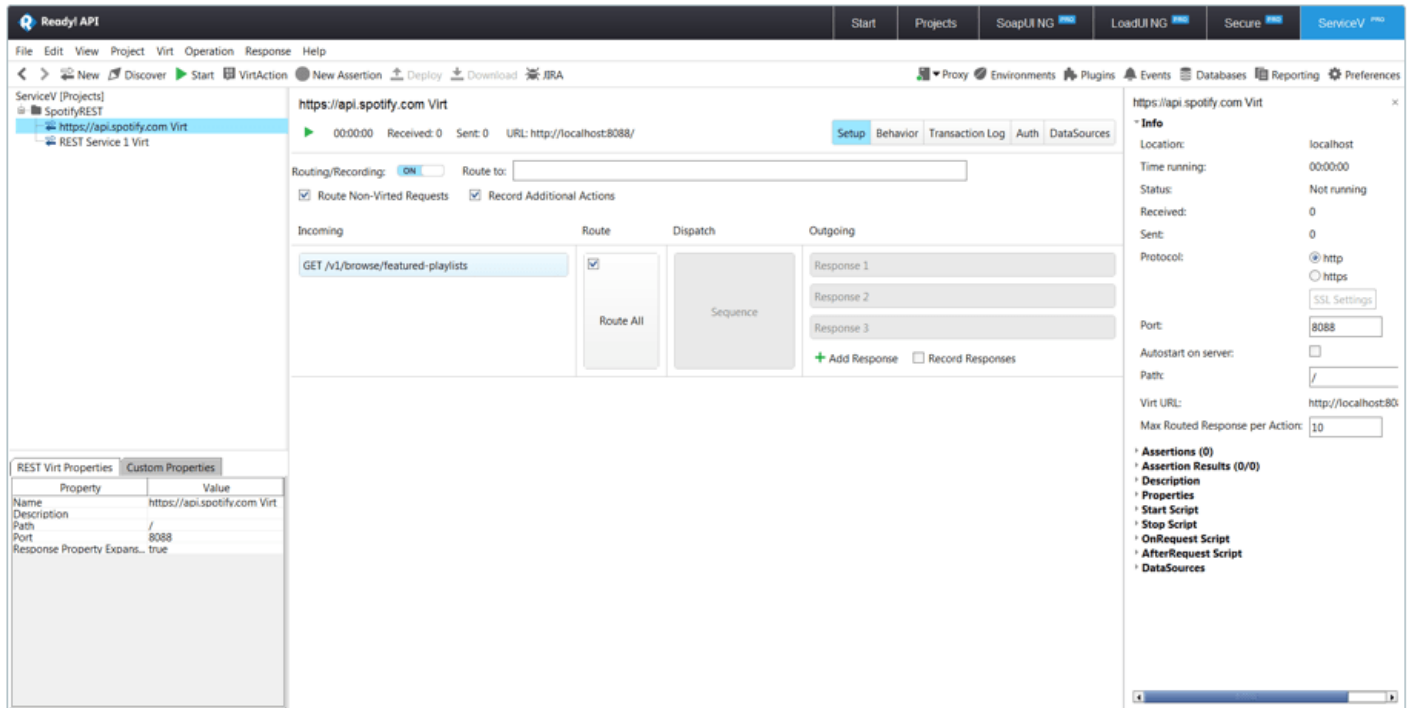 Ready! API
Start Projects SoapUI NG PRO LoadUI NG PRO Secure PRO ServiceV PRO
File Edit View Project Virt Operation Response Help
New Discover Start VirtAction New Assertion Deploy Download JIRA Proxy Environments Plugins Events Databases Reporting Preferences
ServiceV [Projects]
SpotifyREST
https://api.spotify.com Virt
REST Service 1 Virt
REST Virt Properties Custom Properties
Property Value
Name https://api.spotify.com Virt
Description
Path /
Port 8088
Response Property Expans... true
https://api.spotify.com Virt
00:00:00 Received: 0 Sent: 0 URL: http://localhost:8088/
Setup Behavior Transaction Log Auth DataSources
Routing/Recording: ON Route to:
Route Non-Virted Requests Record Additional Actions
Incoming Route Dispatch Outgoing
GET /v1/browse/featured-playlists
Route All
Sequence
Response 1
Response 2
Response 3
+ Add Response Record Responses
https://api.spotify.com Virt ×
Info
Location: localhost
Time running: 00:00:00
Status: Not running
Received: 0
Sent: 0
Protocol: http
https
SSL Settings
Port: 8088
Autostart on server:
Path: /
Virt URL: http://localhost:80
Max Routed Response per Action: 10
Assertions (0)
Assertion Results (0/0)
Description
Properties
Start Script
Stop Script
OnRequest Script
AfterRequest Script
DataSources